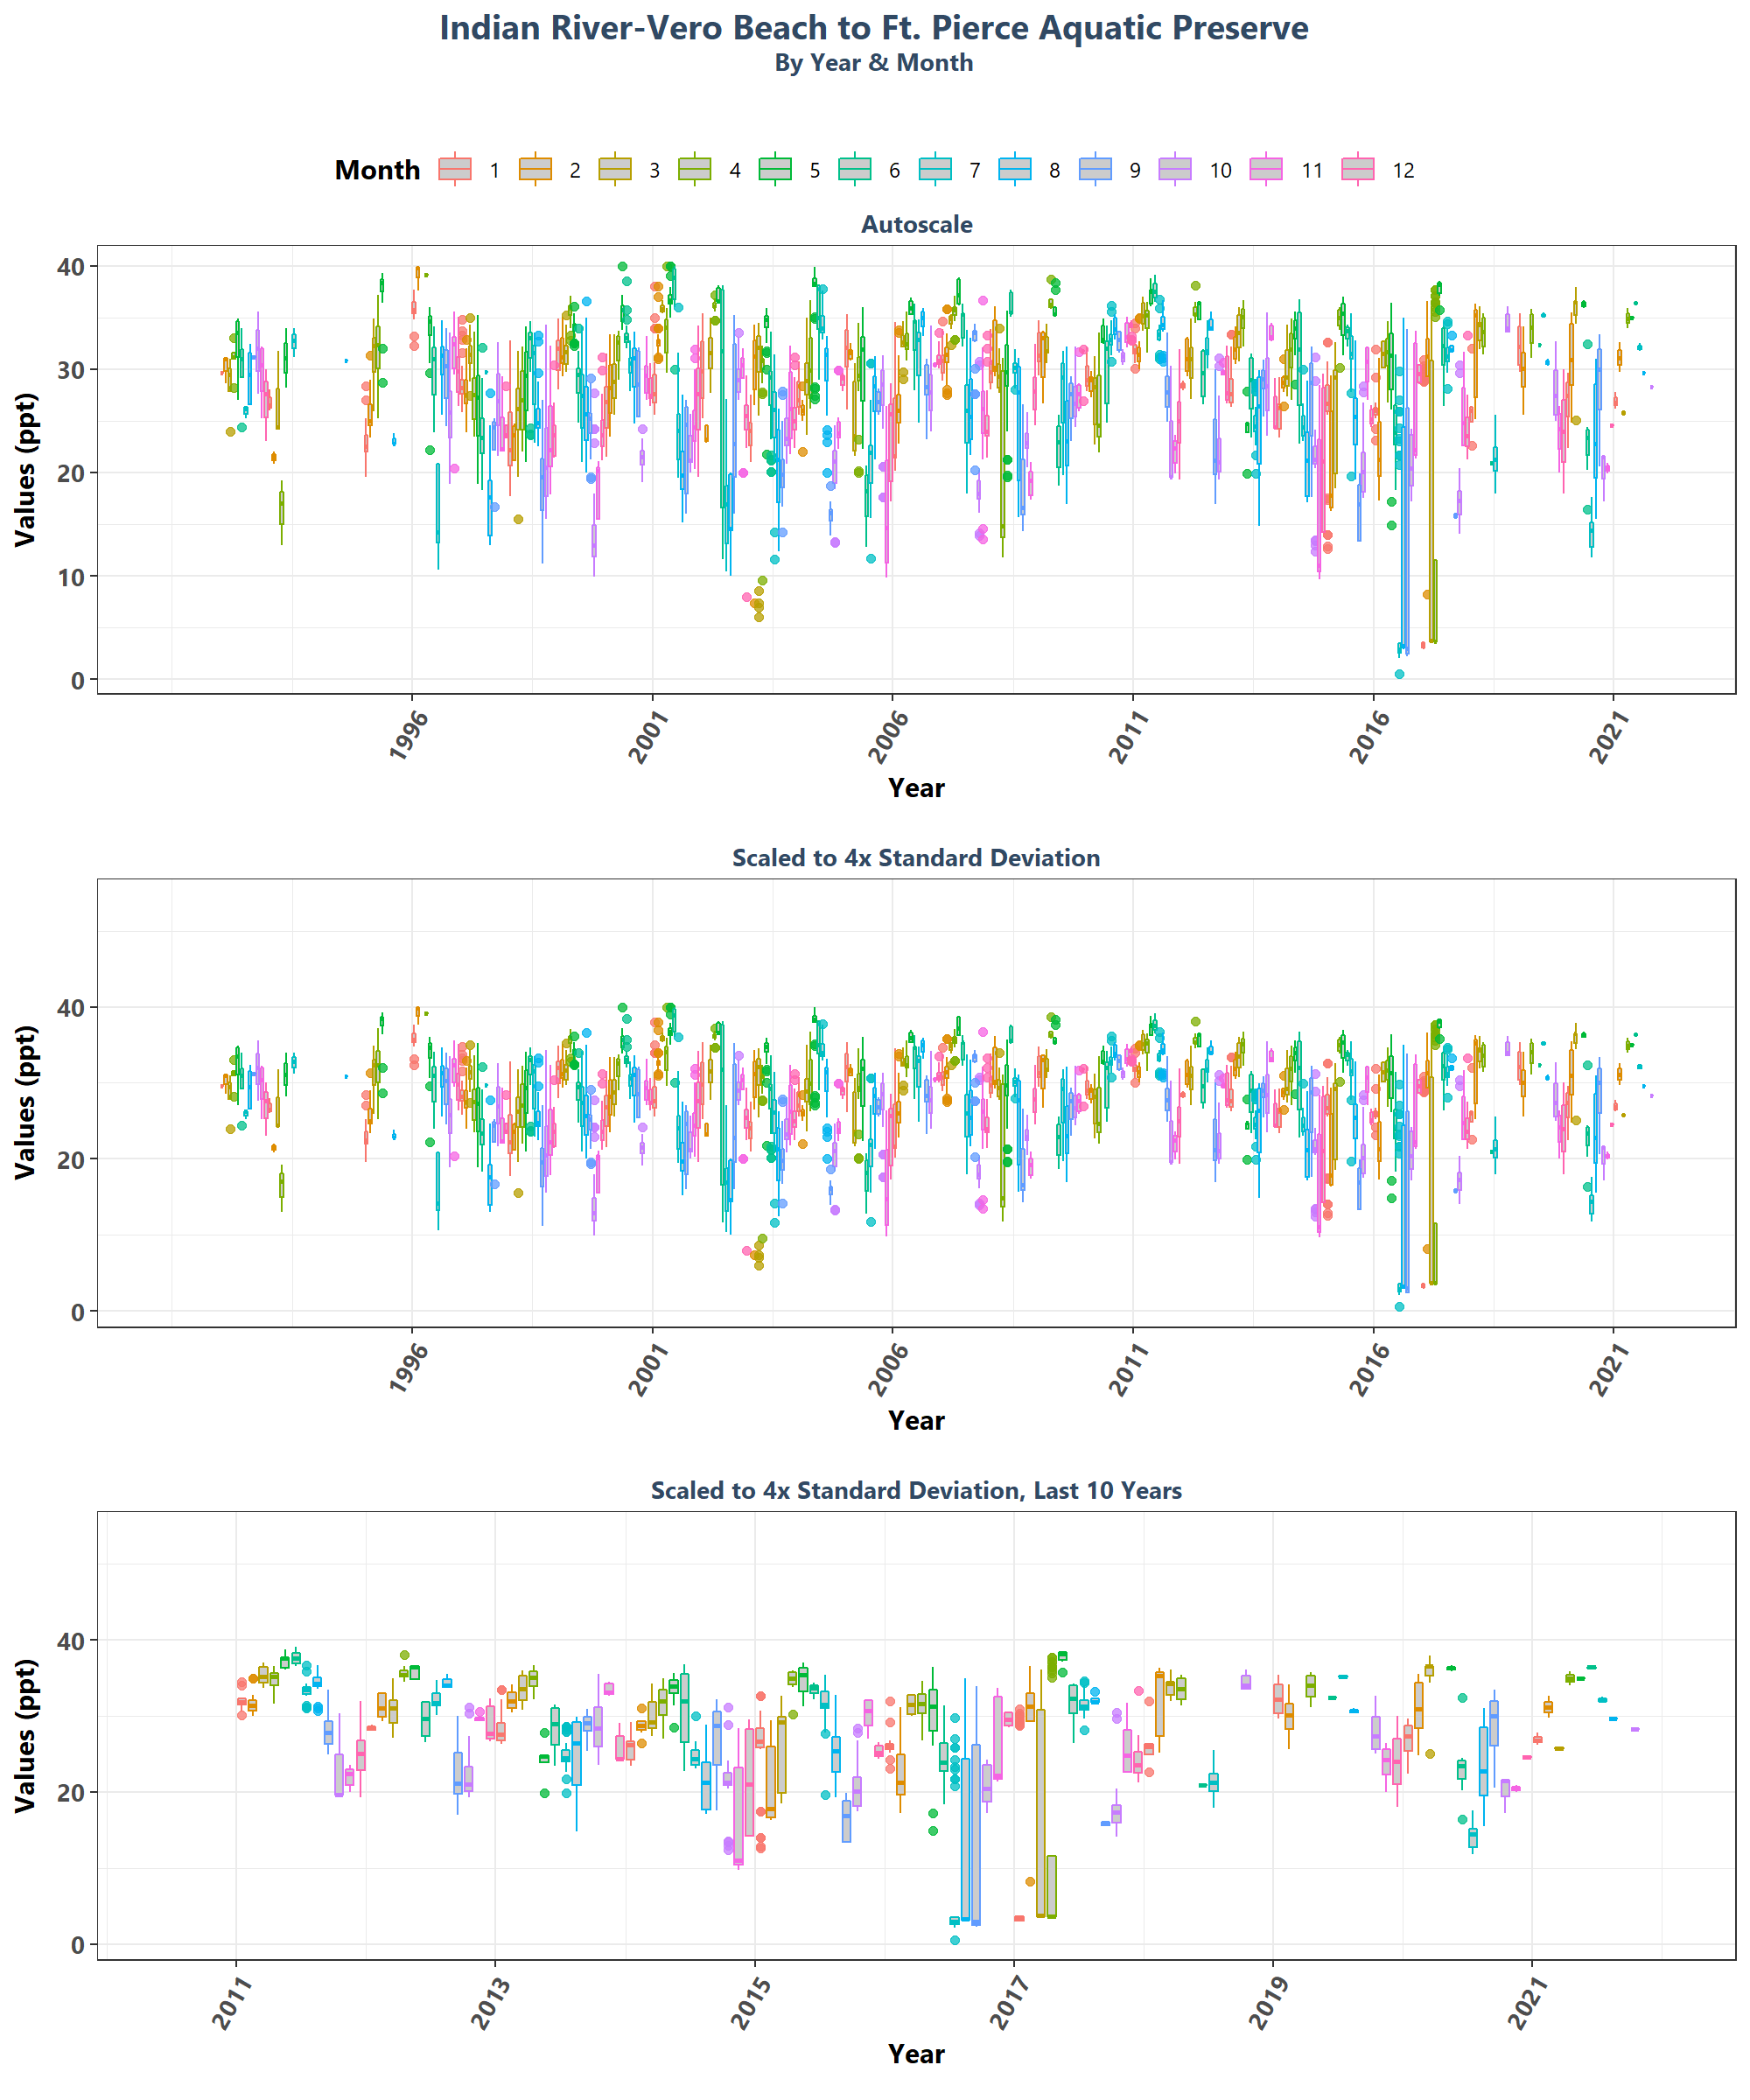 Indian River-Vero Beach to Ft. Pierce Aquatic Preserve
By Year & Month
Month 1 2 3 4 5 6 7 8 9 10 11 12
Autoscale
Values (ppt)
40
30
20
10
0
1996 2001 2006 2011 2016 2021
Year
Scaled to 4x Standard Deviation
Values (ppt)
40
20
0
1996 2001 2006 2011 2016 2021
Year
Scaled to 4x Standard Deviation, Last 10 Years
Values (ppt)
40
20
0
2011 2013 2015 2017 2019 2021
Year